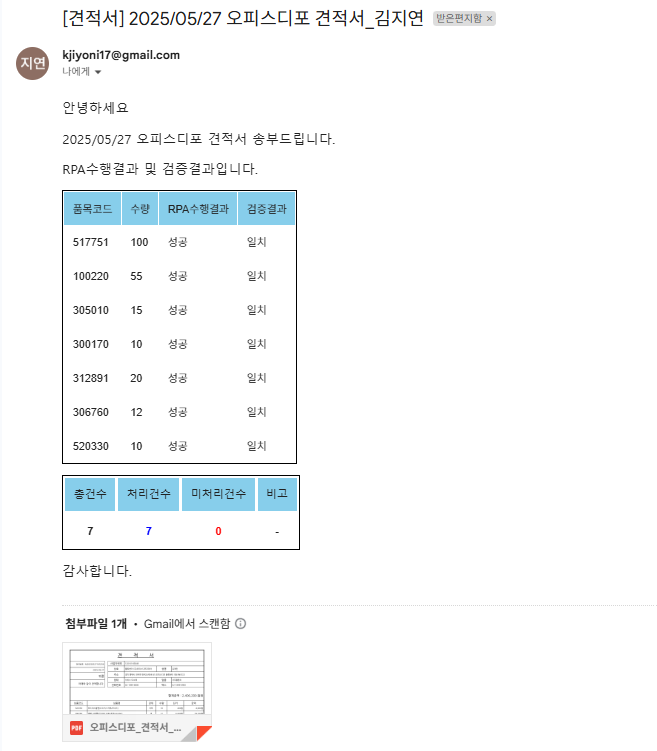 [견적서] 2025/05/27 오피스디포 견적서_김지연 받은편지함 ×
지연 kjiyoni17@gmail.com
나에게
안녕하세요
2025/05/27 오피스디포 견적서 송부드립니다.
RPA수행결과 및 검증결과입니다.
품목코드 수량 RPA수행결과 검증결과
517751 100 성공 일치
100220 55 성공 일치
305010 15 성공 일치
300170 10 성공 일치
312891 20 성공 일치
306760 12 성공 일치
520330 10 성공 일치
총건수 처리건수 미처리건수 비고
7 7 0 -
감사합니다.
첨부파일 1개 • Gmail에서 스캔함
견 적 서
PDF 오피스디포_견적서_...